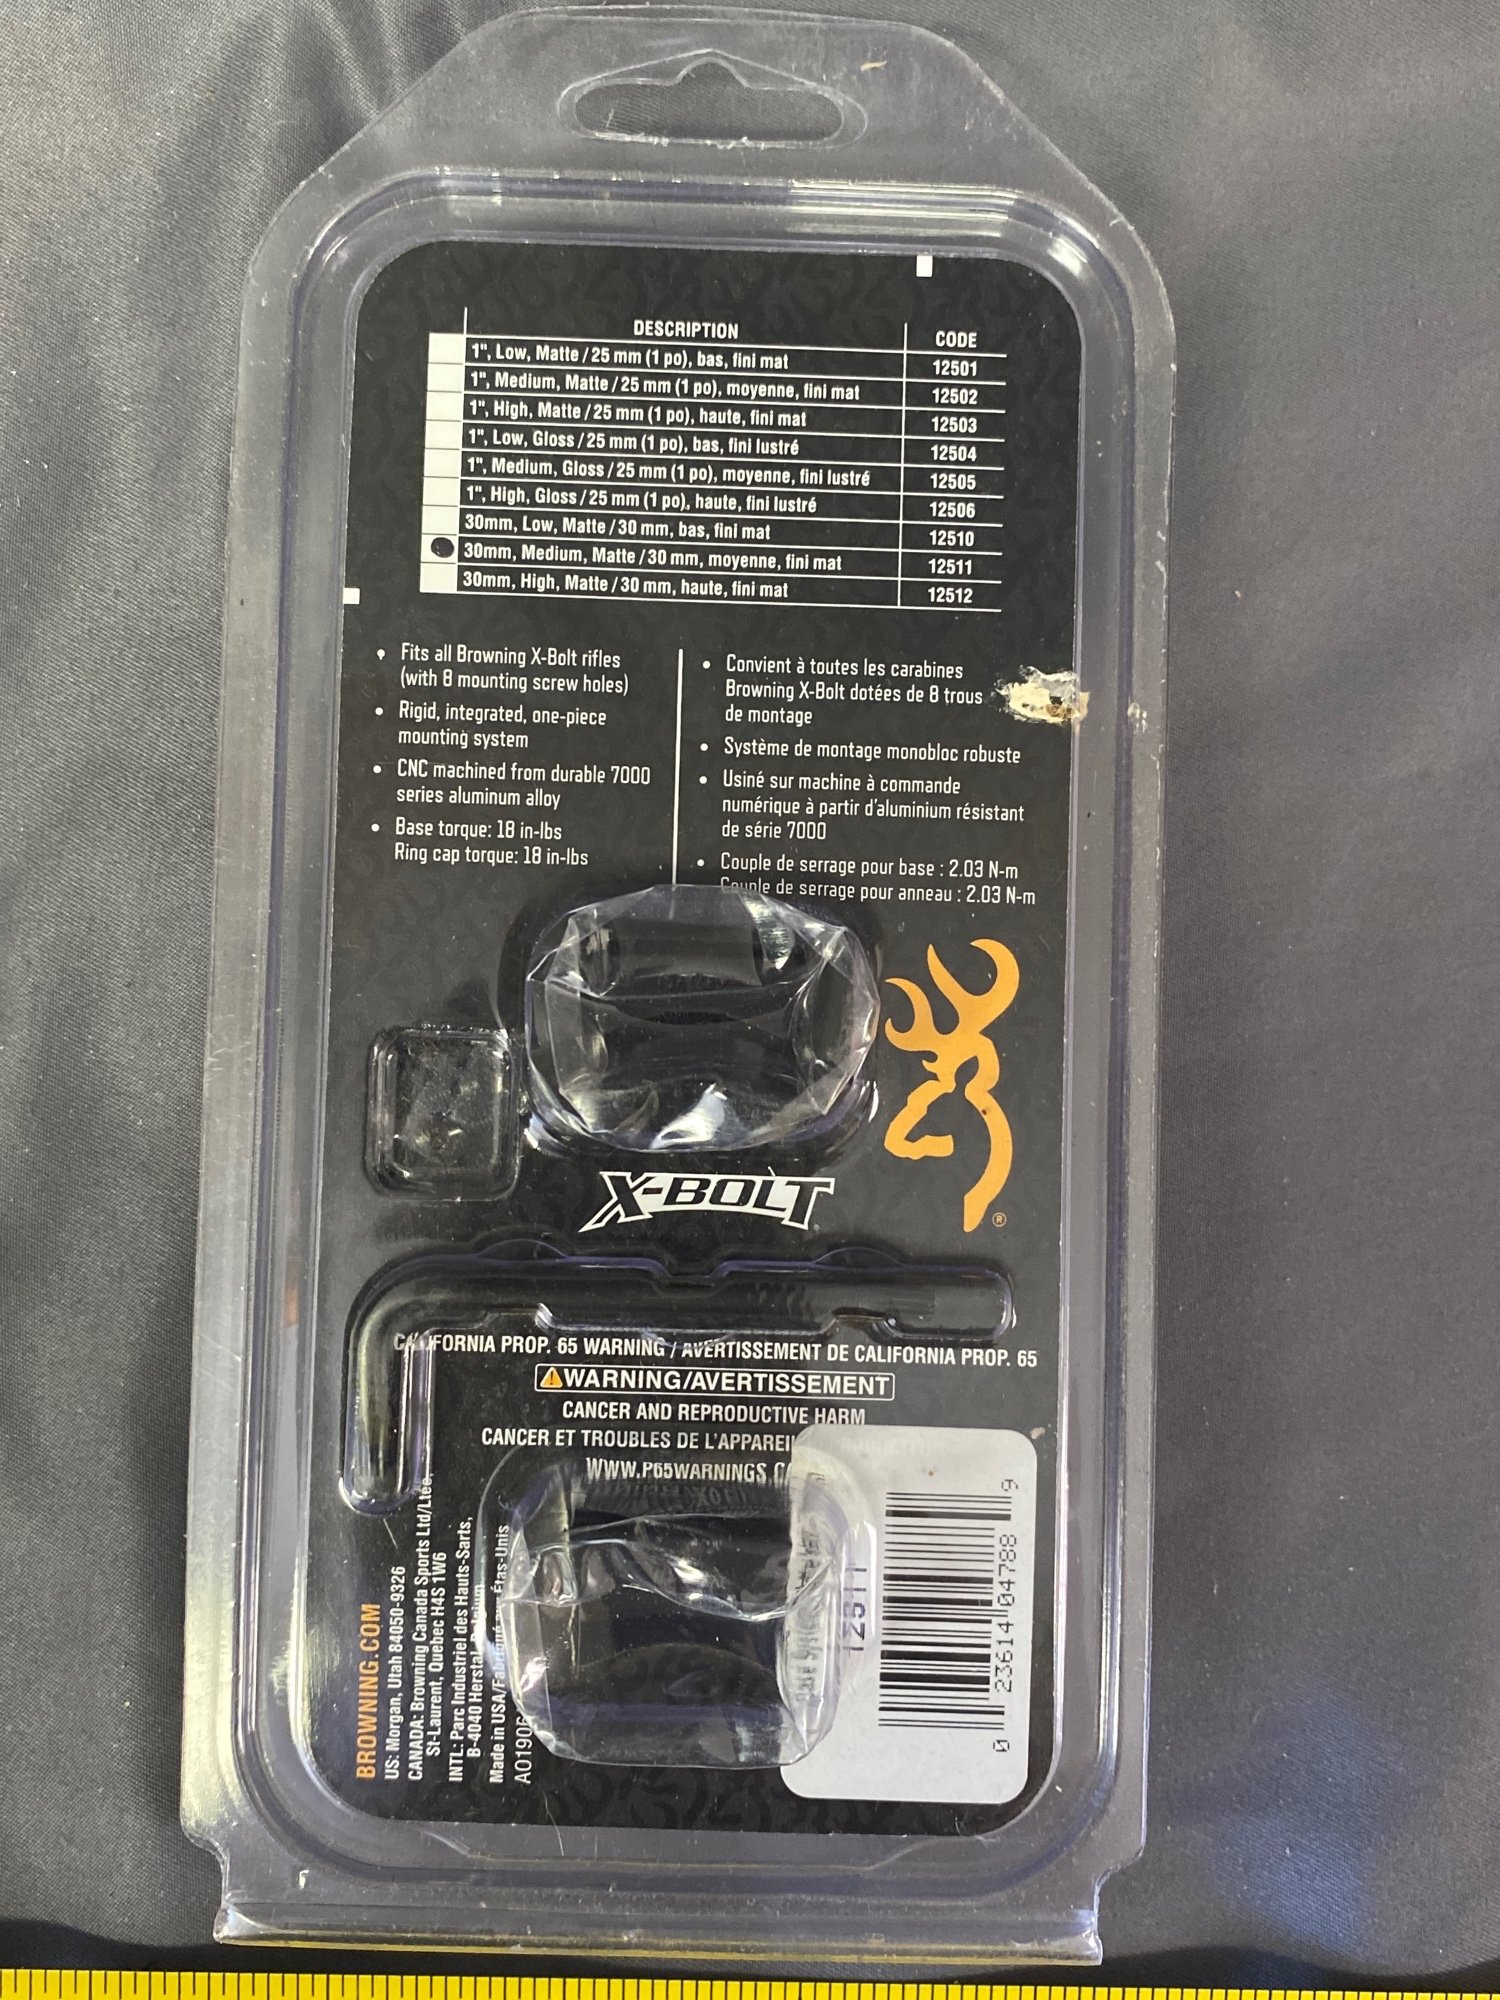 DESCRIPTION CODE
1", Low, Matte / 25 mm (1 po), bas, fini mat 12501
1", Medium, Matte / 25 mm (1 po), moyenne, fini mat 12502
1", High, Matte / 25 mm (1 po), haute, fini mat 12503
1", Low, Gloss / 25 mm (1 po), bas, fini lustré 12504
1", Medium, Gloss / 25 mm (1 po), moyenne, fini lustré 12505
1", High, Gloss / 25 mm (1 po), haute, fini lustré 12506
30mm, Low, Matte / 30 mm, bas, fini mat 12510
30mm, Medium, Matte / 30 mm, moyenne, fini mat 12511
30mm, High, Matte / 30 mm, haute, fini mat 12512
• Fits all Browning X-Bolt rifles
(with 8 mounting screw holes)
• Rigid, integrated, one-piece
mounting system
• CNC machined from durable 7000
series aluminum alloy
• Base torque: 18 in-lbs
Ring cap torque: 18 in-lbs
• Convient à toutes les carabines
Browning X-Bolt dotées de 8 trous
de montage
• Système de montage monobloc robuste
• Usiné sur machine à commande
numérique à partir d'aluminium résistant
de série 7000
• Couple de serrage pour base : 2.03 N-m
Couple de serrage pour anneau : 2.03 N-m
X-BOLT
®
CALIFORNIA PROP. 65 WARNING / AVERTISSEMENT DE CALIFORNIA PROP. 65
WARNING/AVERTISSEMENT
CANCER AND REPRODUCTIVE HARM
CANCER ET TROUBLES DE L'APPAREIL
WWW.P65WARNINGS.CA
BROWNING.COM
US: Morgan, Utah 84050-9326
CANADA: Browning Canada Sports Ltd/Ltée,
St-Laurent, Quebec H4S 1W6
INTL: Parc Industriel des Hauts-Sarts,
B-4040 Herstal, Belgium
Made in USA/Fabriqué aux Étas-Unis
A01906
12511
0 23614 04788 9